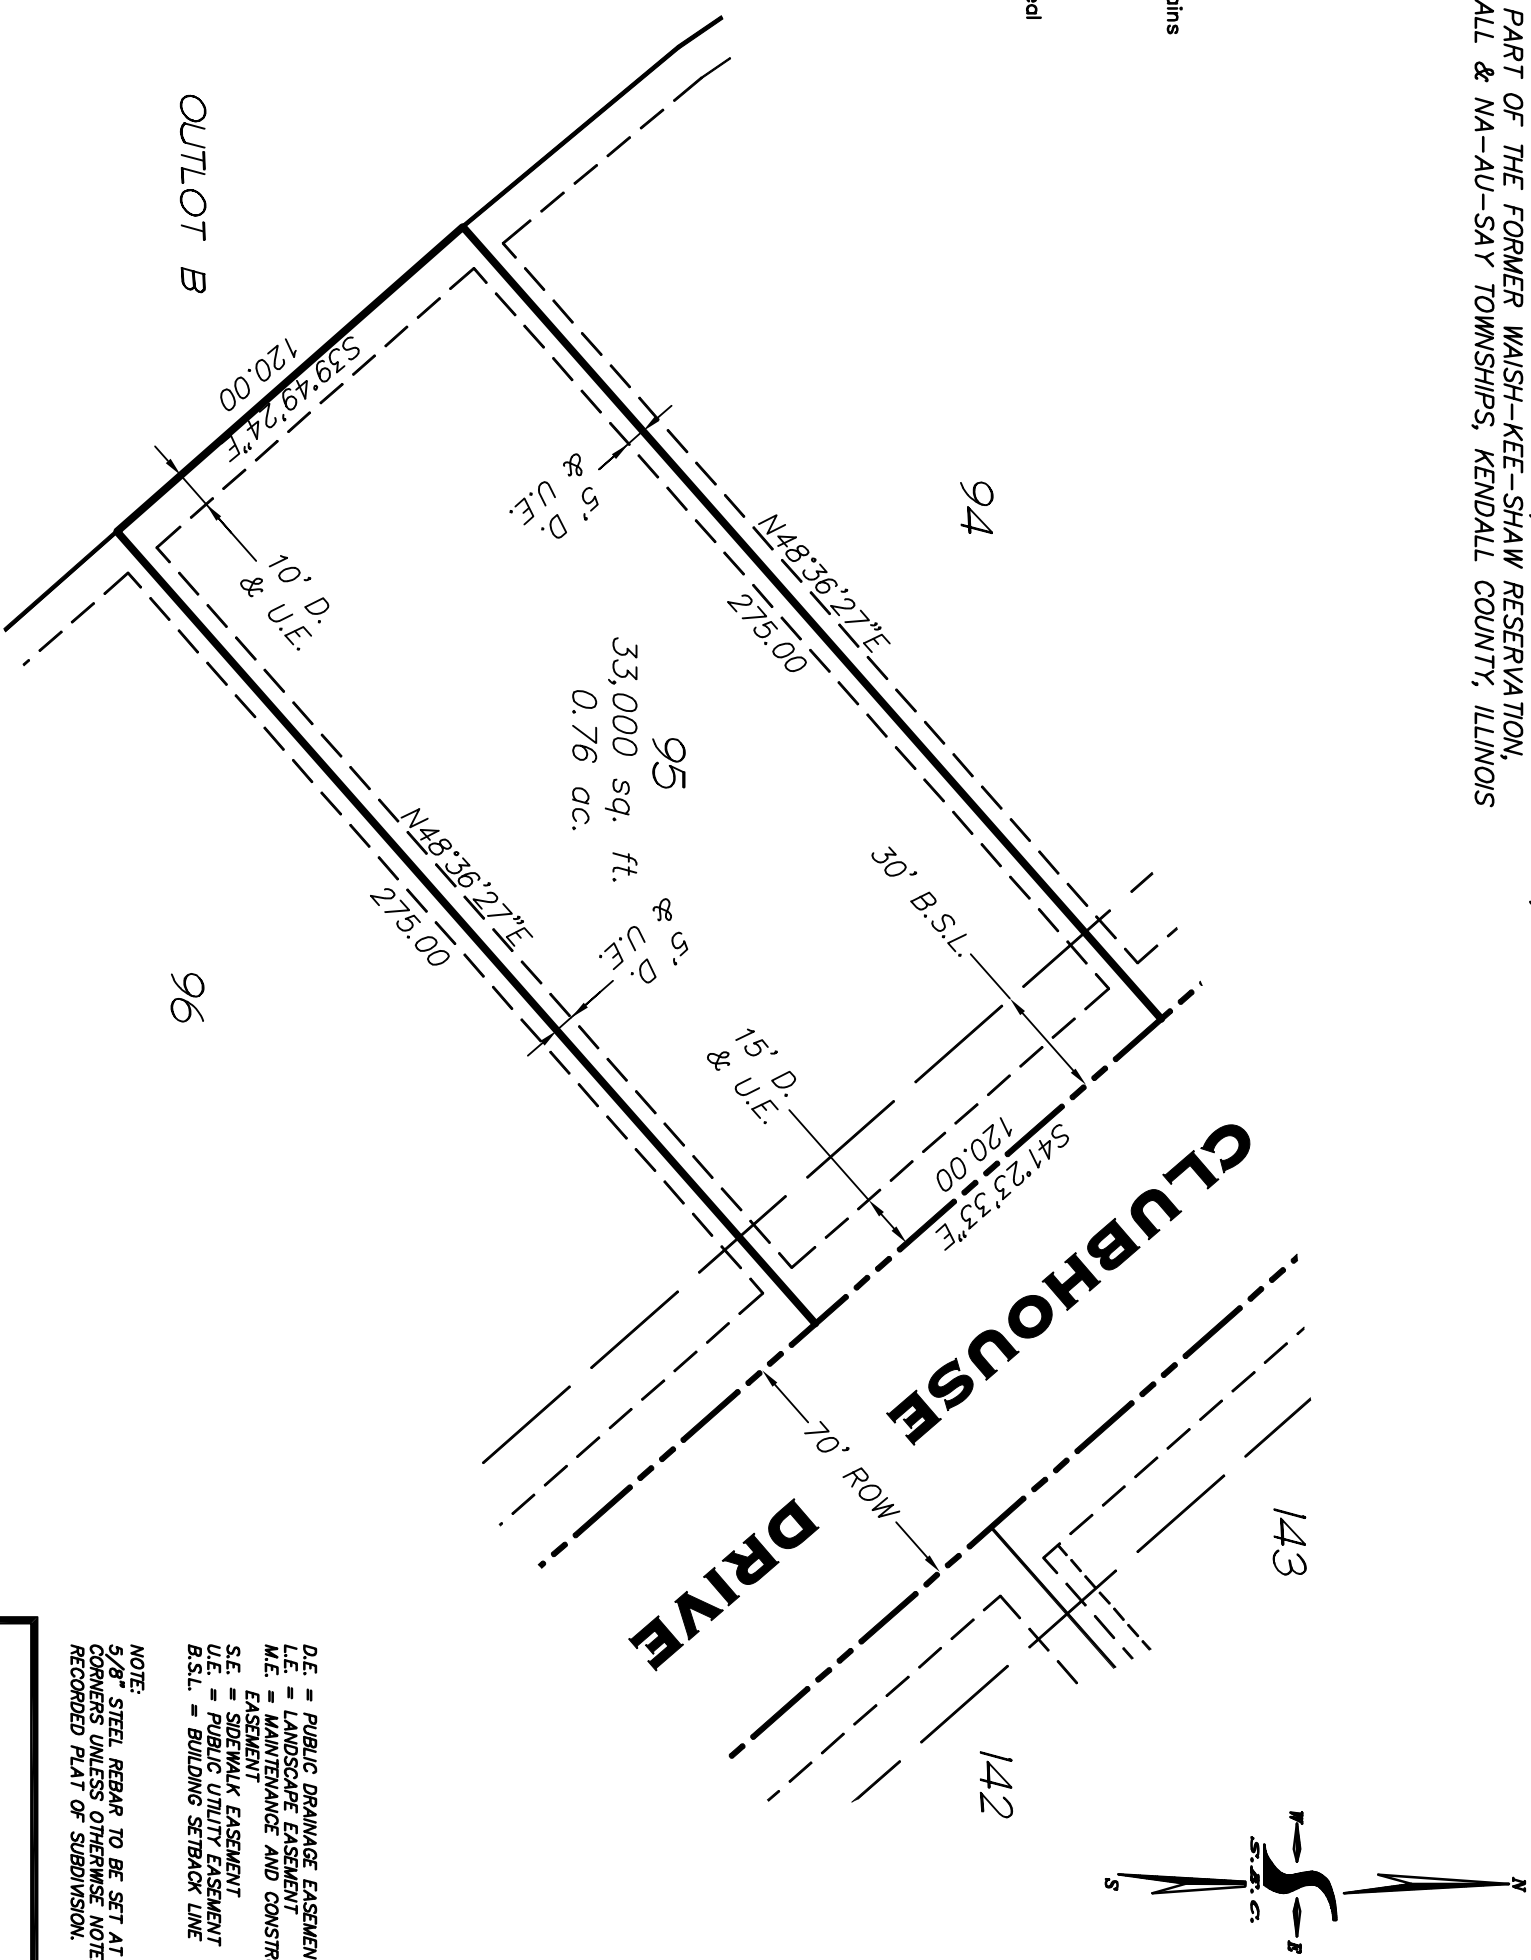 PART OF THE FORMER WAISH-KEE-SHAW RESERVATION,
ALL & NA-AU-SAY TOWNSHIPS, KENDALL COUNTY, ILLINOIS
ains
eal
OUTLOT B
94
N48°36'27"E
275.00
5' D.
& U.E.
S39°49'24"E
120.00
10' D.
& U.E.
95
33,000 sq. ft.
0.76 ac.
30' B.S.L.
5' D.
& U.E.
N48°36'27"E
275.00
96
15' D.
& U.E.
S41°23'33"E
120.00
CLUBHOUSE
DRIVE
70' ROW
143
142
N
W
E
S.E.C.
S
D.E. = PUBLIC DRAINAGE EASEMEN
L.E. = LANDSCAPE EASEMENT
M.E. = MAINTENANCE AND CONSTR
EASEMENT
S.E. = SIDEWALK EASEMENT
U.E. = PUBLIC UTILITY EASEMENT
B.S.L. = BUILDING SETBACK LINE
NOTE:
5/8" STEEL REBAR TO BE SET AT
CORNERS UNLESS OTHERWISE NOTE
RECORDED PLAT OF SUBDIVISION.